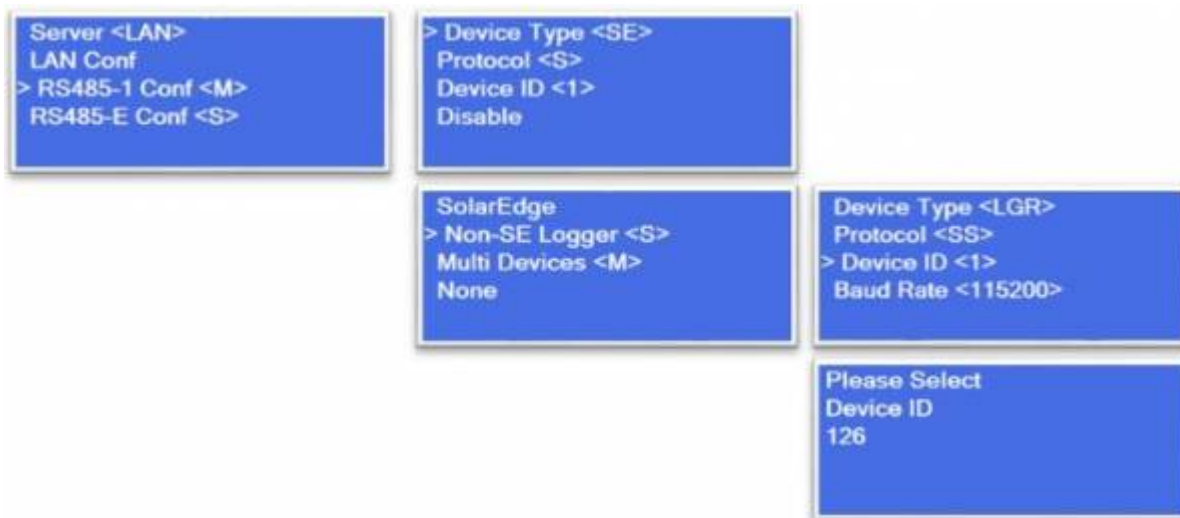 Server <LAN>
LAN Conf
> RS485-1 Conf <M>
RS485-E Conf <S>
> Device Type <SE>
Protocol <S>
Device ID <1>
Disable
SolarEdge
> Non-SE Logger <S>
Multi Devices <M>
None
Device Type <LGR>
Protocol <SS>
> Device ID <1>
Baud Rate <115200>
Please Select
Device ID
126